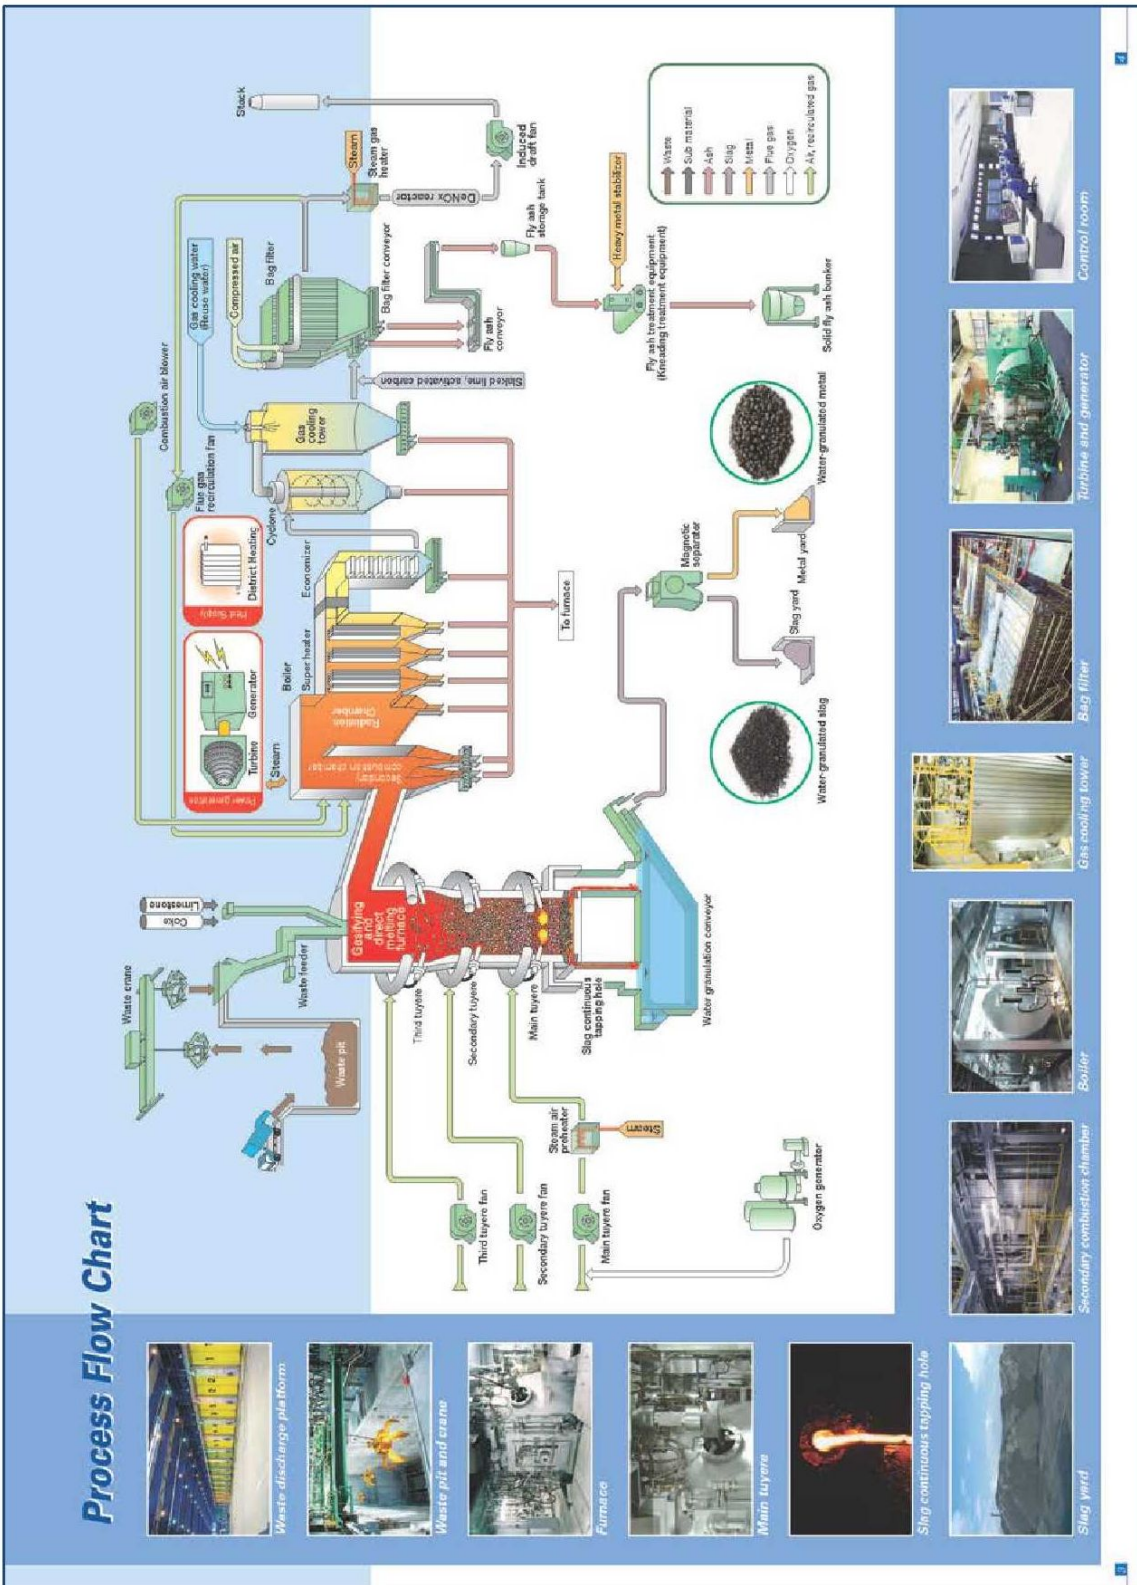 Process Flow Chart
Waste discharge platform
Waste pit and crane
Furnace
Main tuyere
Slag continuous tapping hole
Slag yard
Secondary combustion chamber
Boiler
Gas cooling tower
Bag filter
Turbine and generator
Control room
Waste crane
Waste pit
Waste feeder
Coke
Limestone
Gasifying
and
direct
melting
furnace
Third tuyere
Secondary tuyere
Main tuyere
Slag continuous
tapping hole
Water granulation conveyor
Third tuyere fan
Secondary tuyere fan
Main tuyere fan
Steam air
preheater
Steam
Oxygen generator
Power generation
Turbine
Generator
Steam
Heat Supply
District Heating
Boiler
Super heater
Economizer
Secondary
combustion chamber
Radiation
Chamber
Cyclone
Flue gas
recirculation fan
Combustion air blower
Gas
cooling
tower
Gas cooling water
(Reuse water)
Compressed air
Bag filter
Bag filter conveyor
Slaked lime, activated carbon
Fly ash
conveyor
Fly ash
storage tank
Steam
Steam gas
heater
DeNOx reactor
Induced
draft fan
Stack
To furnace
Heavy metal stabilizer
Fly ash treatment equipment
(Kneading treatment equipment)
Solid fly ash bunker
Magnetic
separator
Slag yard
Metal yard
Water-granulated slag
Water-granulated metal
Waste
Sub material
Ash
Slag
Metal
Flue gas
Oxygen
Air, recirculated gas
3
4